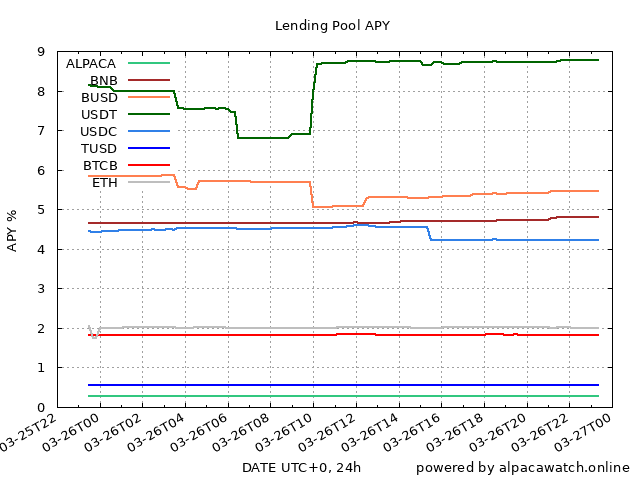 Lending Pool APY
APY %
9
8
7
6
5
4
3
2
1
0
ALPACA
BNB
BUSD
USDT
USDC
TUSD
BTCB
ETH
03-25T22
03-26T00
03-26T02
03-26T04
03-26T06
03-26T08
03-26T10
03-26T12
03-26T14
03-26T16
03-26T18
03-26T20
03-26T22
03-27T00
DATE UTC+0, 24h
powered by alpacawatch.online